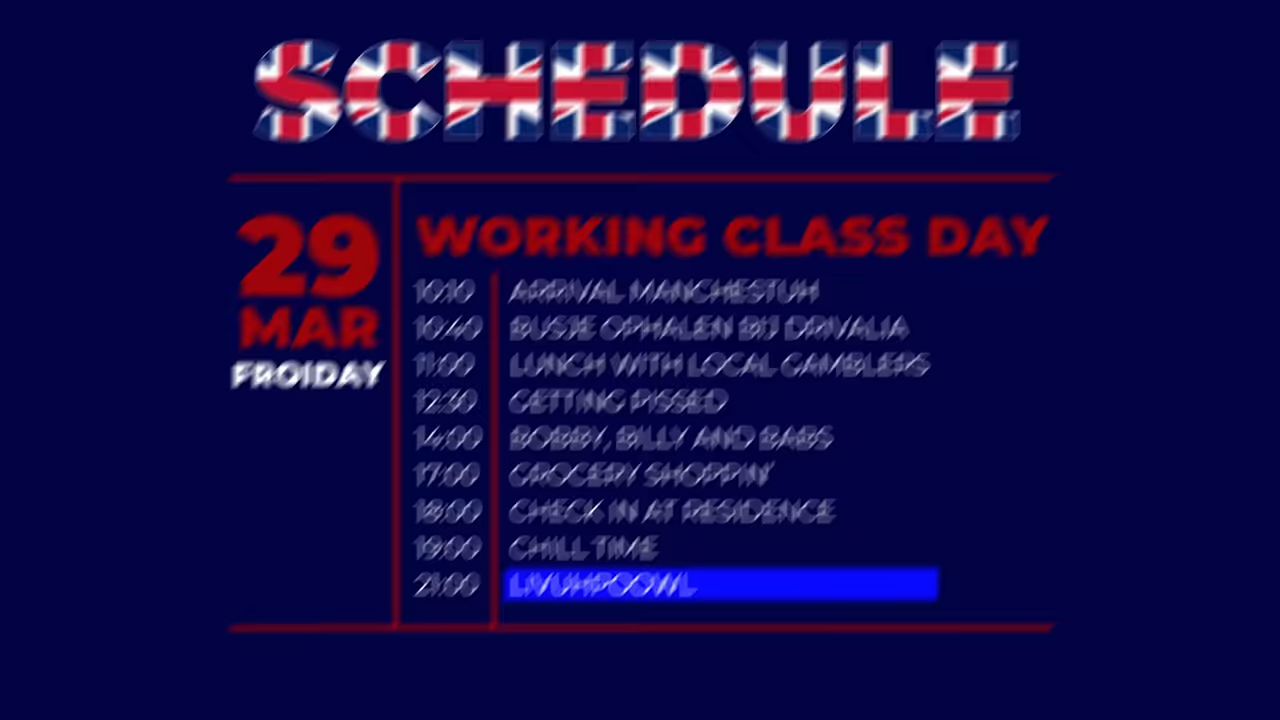 SCHEDULE
29
MAR
FROIDAY
WORKING CLASS DAY
10:10 ARRIVAL MANCHESTUH
10:40 BUSJE OPHALEN BIJ DRIVALIA
11:00 LUNCH WITH LOCAL GAMBLERS
12:30 GETTING PISSED
14:00 BOBBY, BILLY AND BABS
17:00 GROCERY SHOPPIN'
18:00 CHECK IN AT RESIDENCE
19:00 CHILL TIME
21:00 LIVUHPOOWL